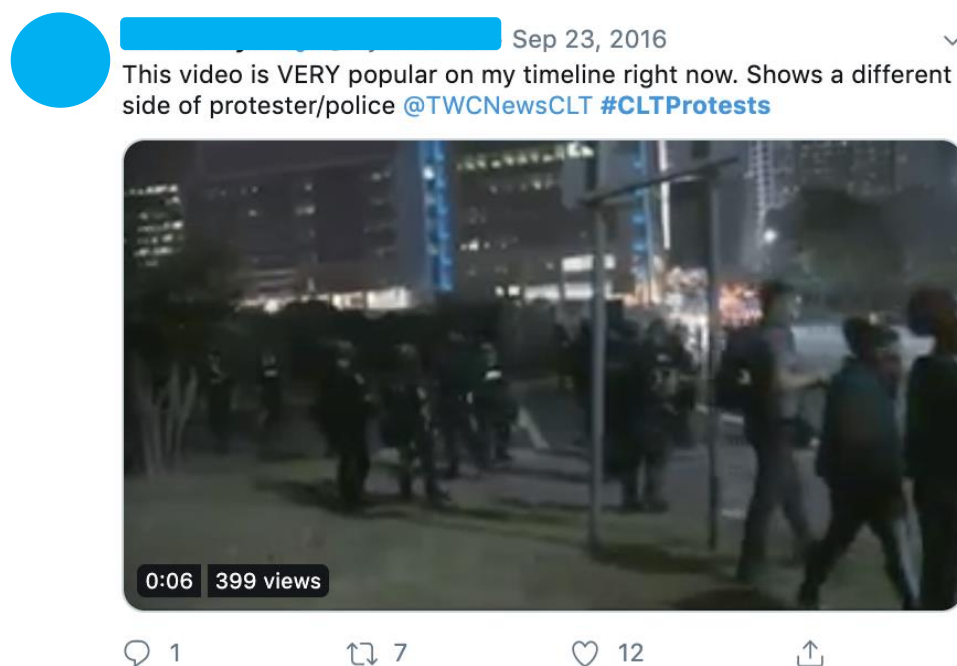 Sep 23, 2016
This video is VERY popular on my timeline right now. Shows a different
side of protester/police @TWCNewsCLT #CLTProtests
0:06 399 views
1 7 12